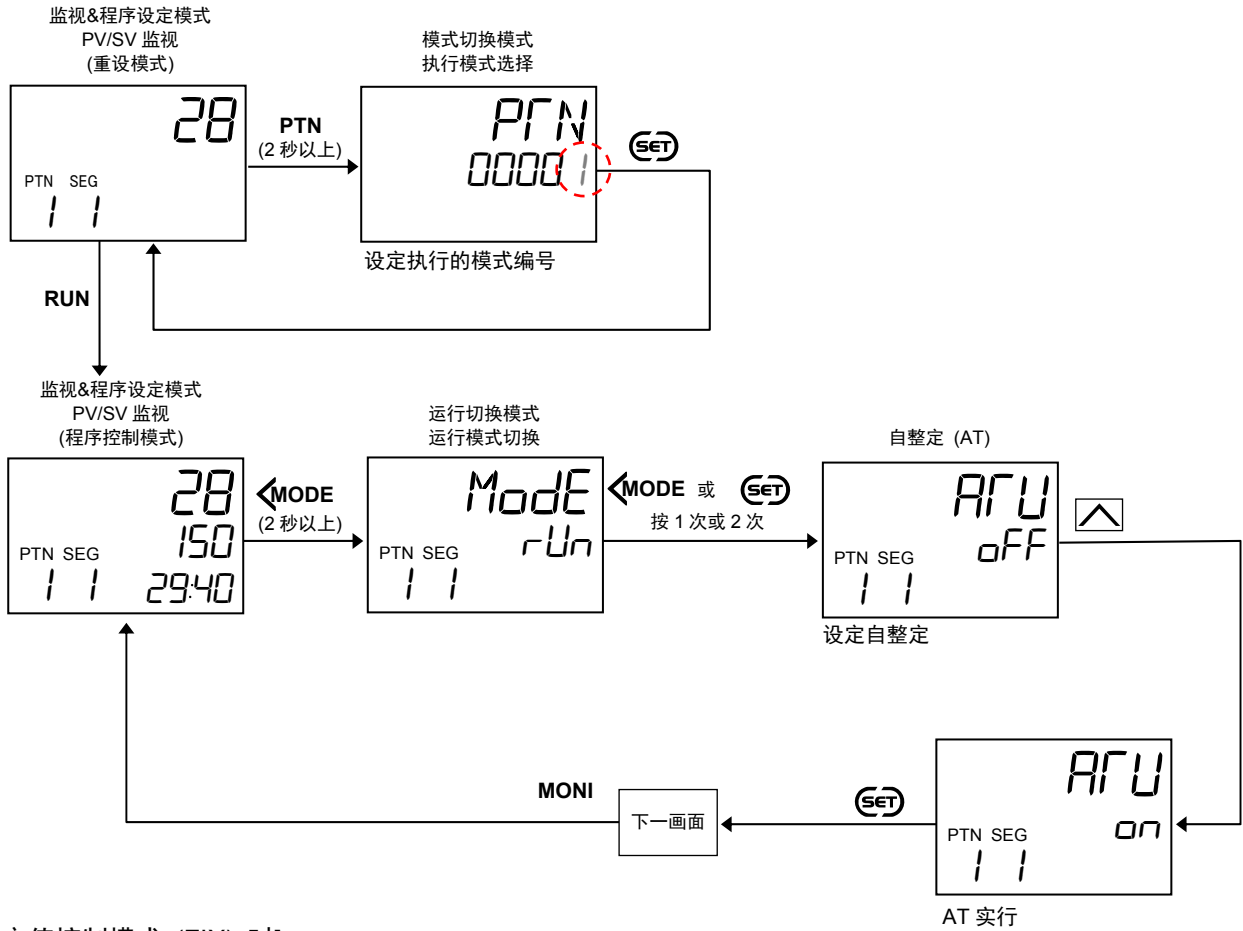 监视&程序设定模式
PV/SV 监视
(重设模式)
28
PTN SEG
1 1
PTN
(2 秒以上)
模式切换模式
执行模式选择
PTN
00001
设定执行的模式编号
SET
RUN
监视&程序设定模式
PV/SV 监视
(程序控制模式)
28
150
PTN SEG
1 1 29:40
MODE
(2 秒以上)
运行切换模式
运行模式切换
ModE
rUn
PTN SEG
1 1
MODE 或 SET
按 1 次或 2 次
自整定 (AT)
ATU
oFF
PTN SEG
1 1
设定自整定
ATU
on
PTN SEG
1 1
AT 实行
SET
下一画面
MONI